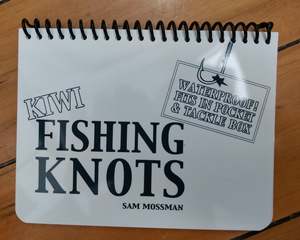 WATERPROOF!
FITS IN POCKET
& TACKLE BOX
KIWI
FISHING
KNOTS
SAM MOSSMAN